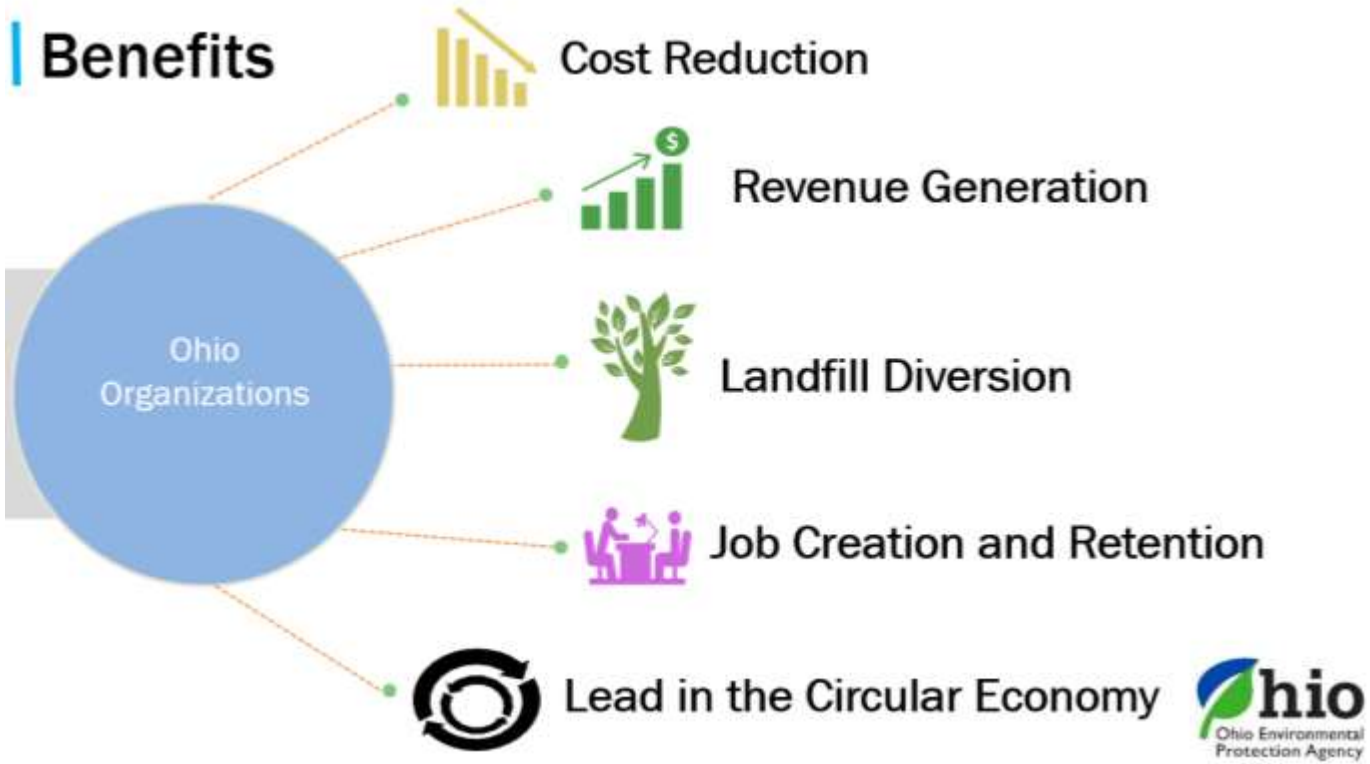 Benefits
Cost Reduction
$
Revenue Generation
Ohio
Organizations
Landfill Diversion
Job Creation and Retention
Lead in the Circular Economy
Ohio
Ohio Environmental
Protection Agency